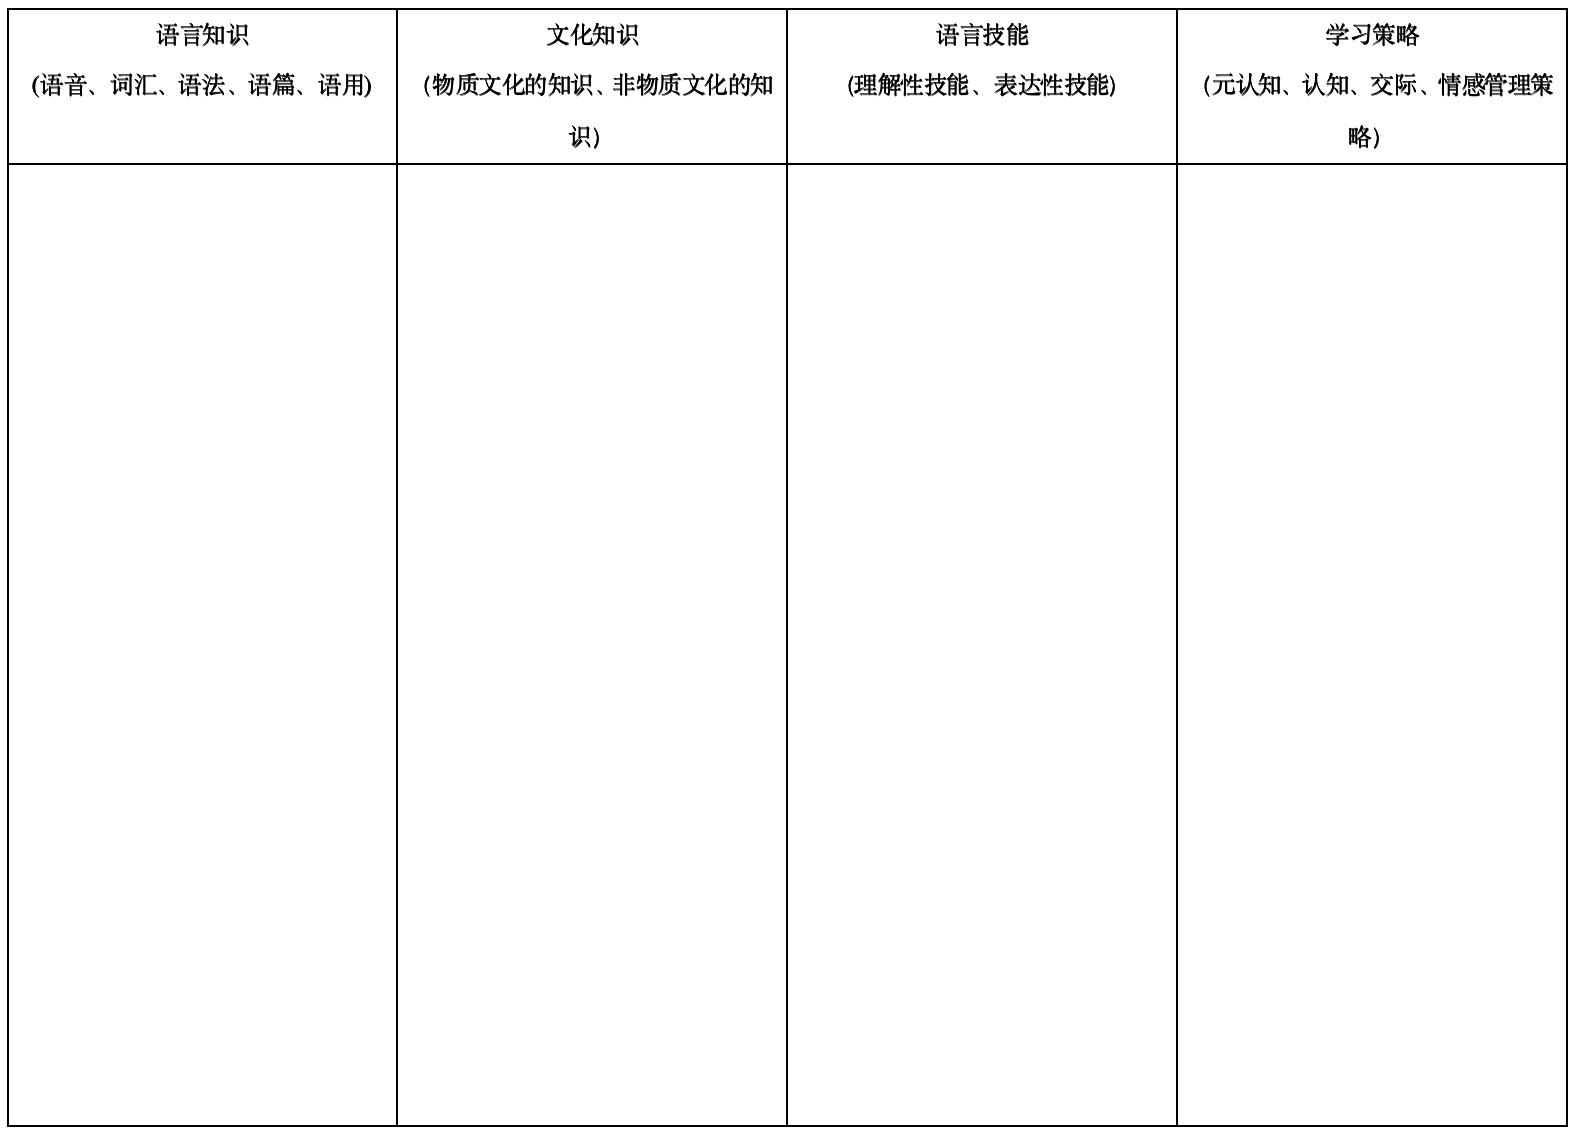 语言知识
(语音、词汇、语法、语篇、语用)
文化知识
（物质文化的知识、非物质文化的知
识）
语言技能
(理解性技能、表达性技能)
学习策略
（元认知、认知、交际、情感管理策
略）